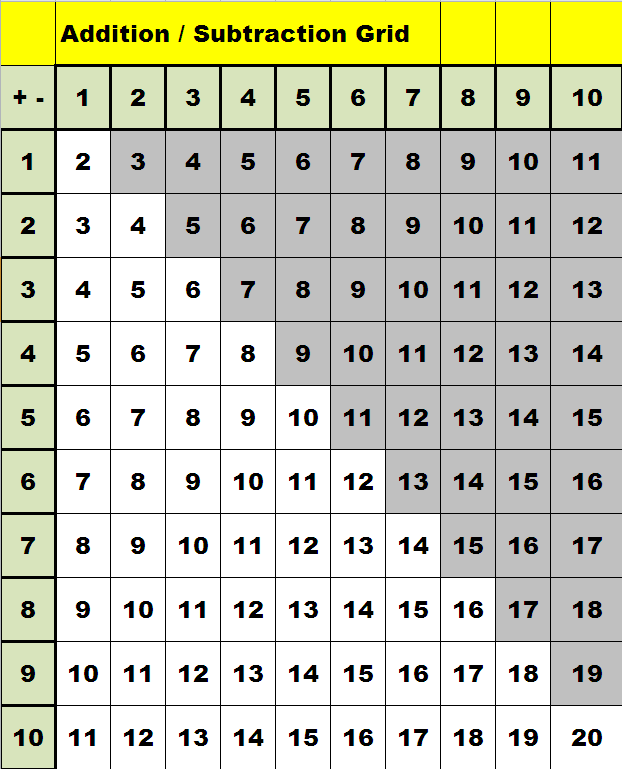 Addition / Subtraction Grid
+ - 1 2 3 4 5 6 7 8 9 10
1 2 3 4 5 6 7 8 9 10 11
2 3 4 5 6 7 8 9 10 11 12
3 4 5 6 7 8 9 10 11 12 13
4 5 6 7 8 9 10 11 12 13 14
5 6 7 8 9 10 11 12 13 14 15
6 7 8 9 10 11 12 13 14 15 16
7 8 9 10 11 12 13 14 15 16 17
8 9 10 11 12 13 14 15 16 17 18
9 10 11 12 13 14 15 16 17 18 19
10 11 12 13 14 15 16 17 18 19 20